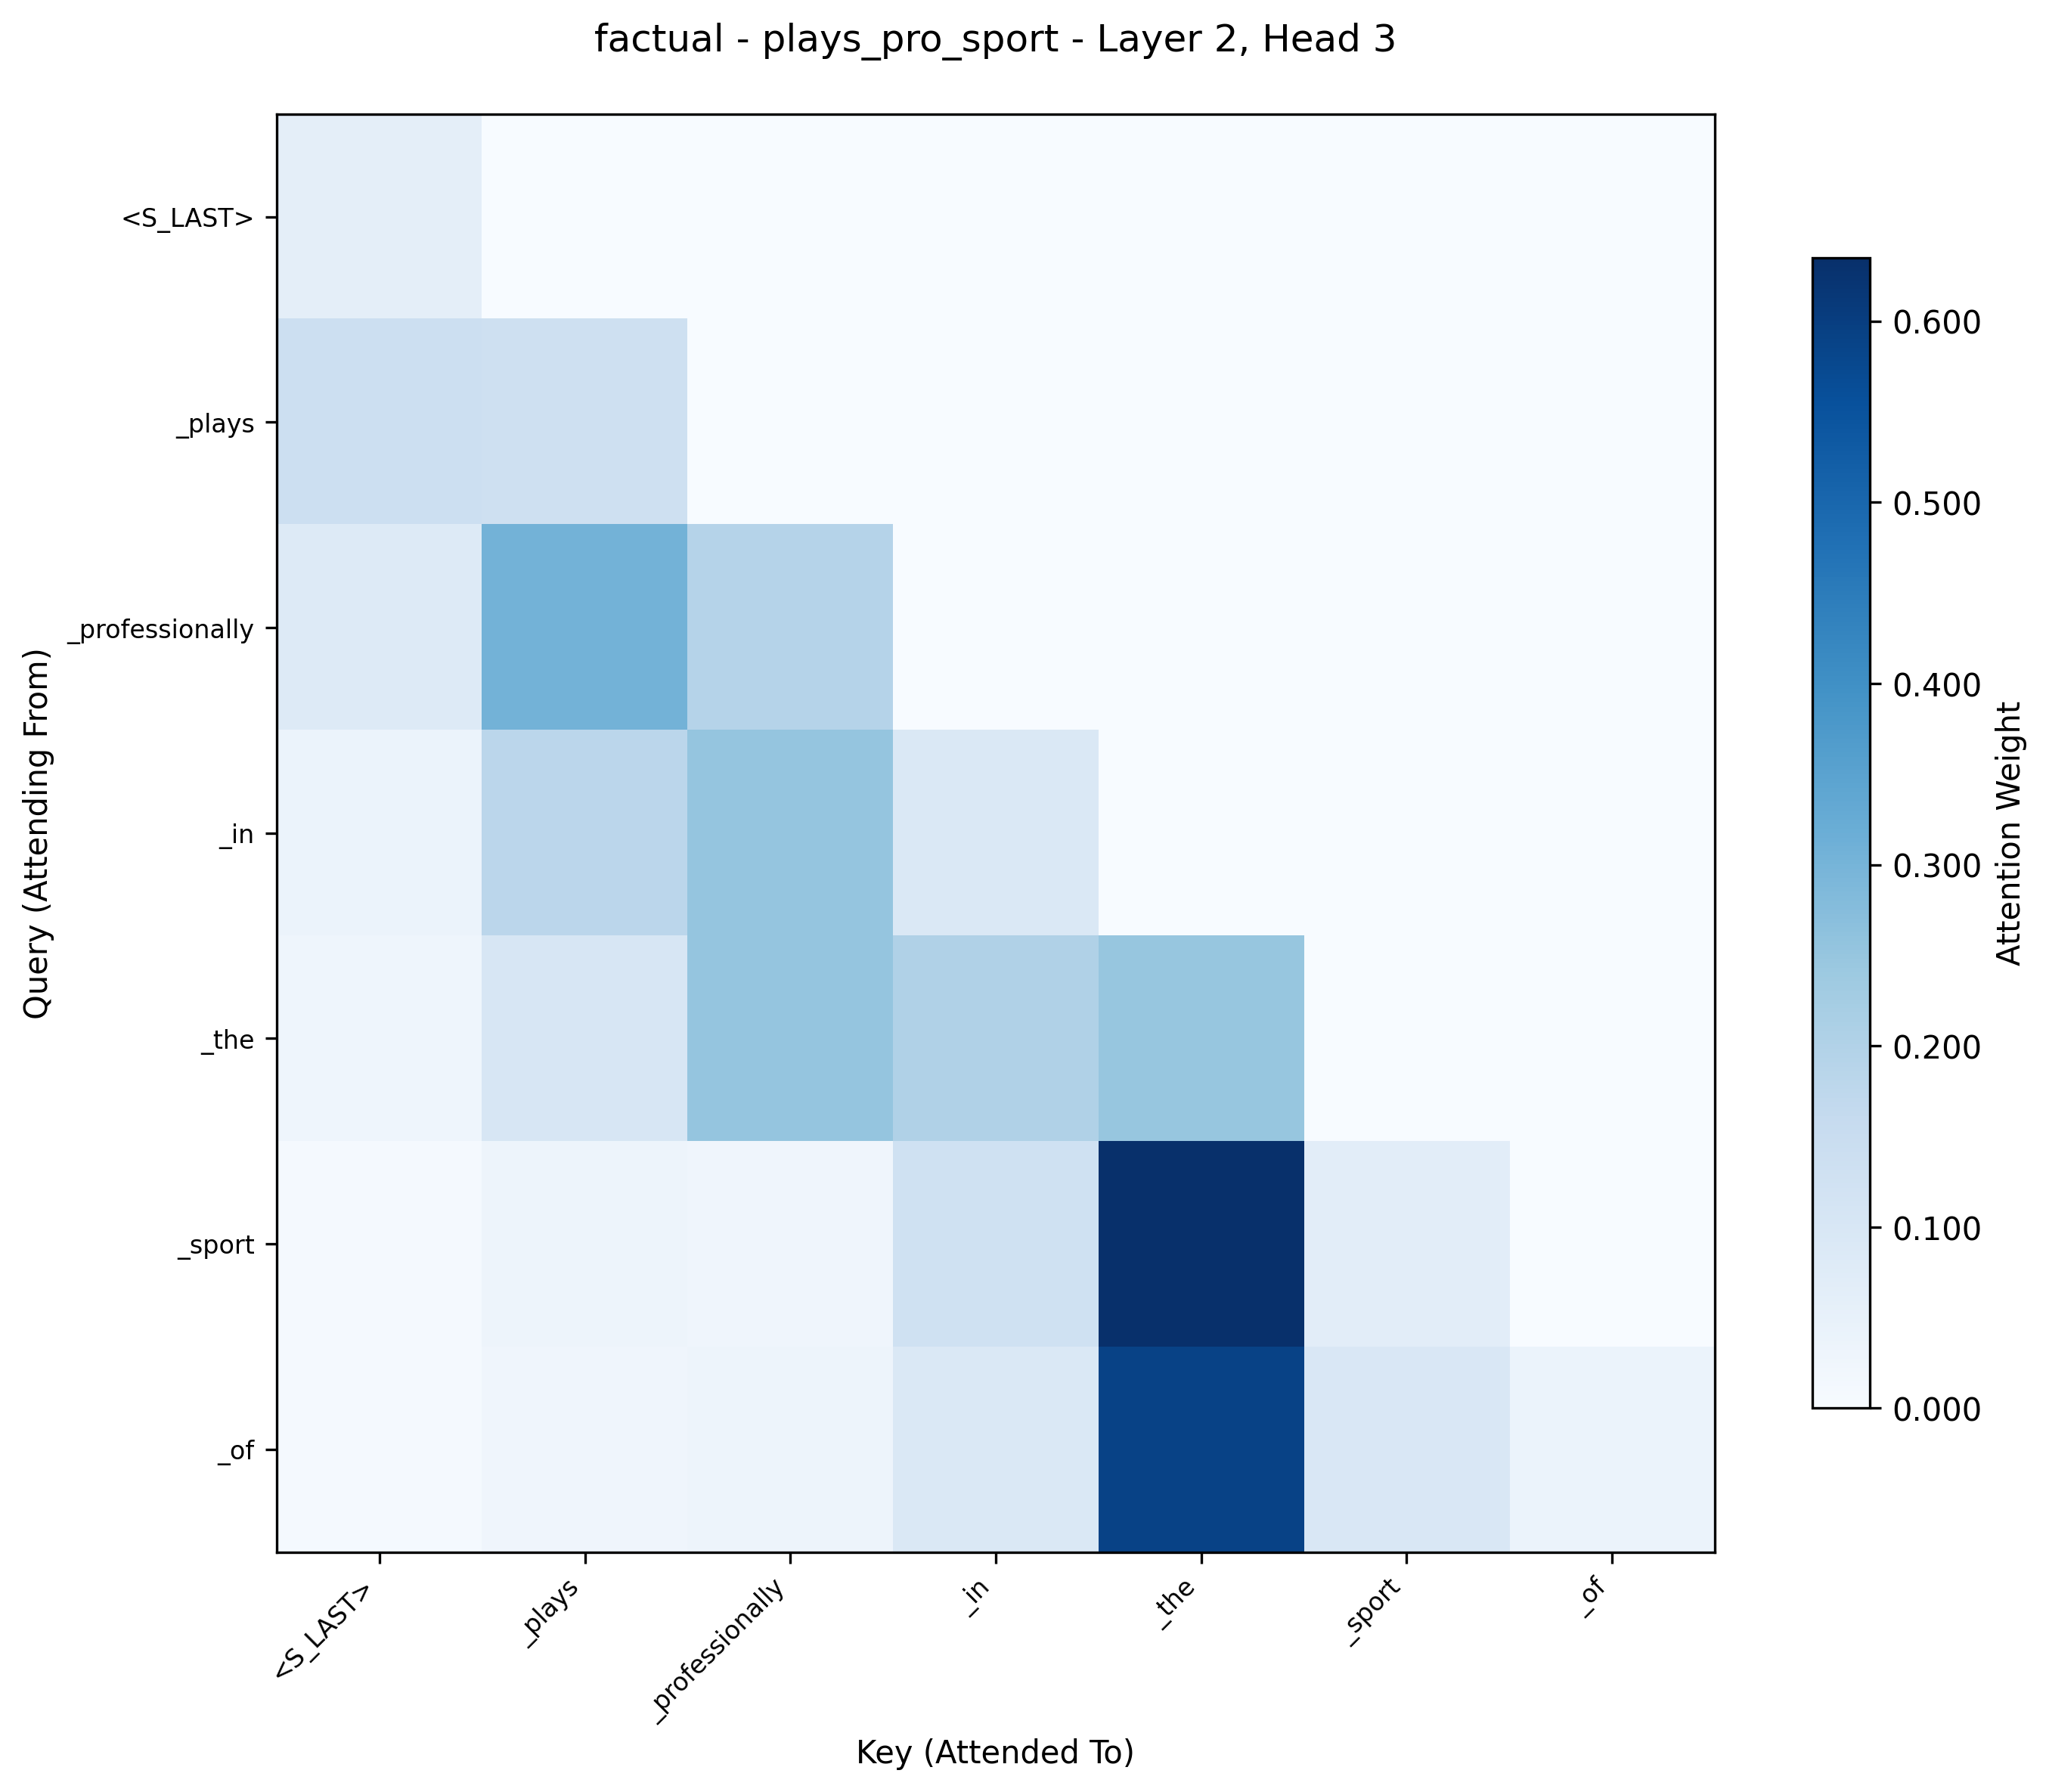 factual - plays_pro_sport - Layer 2, Head 3
Query (Attending From)
<S_LAST>
_plays
_professionally
_in
_the
_sport
_of
<S_LAST>
_plays
_professionally
_in
_the
_sport
_of
Key (Attended To)
0.600
0.500
0.400
0.300
0.200
0.100
0.000
Attention Weight